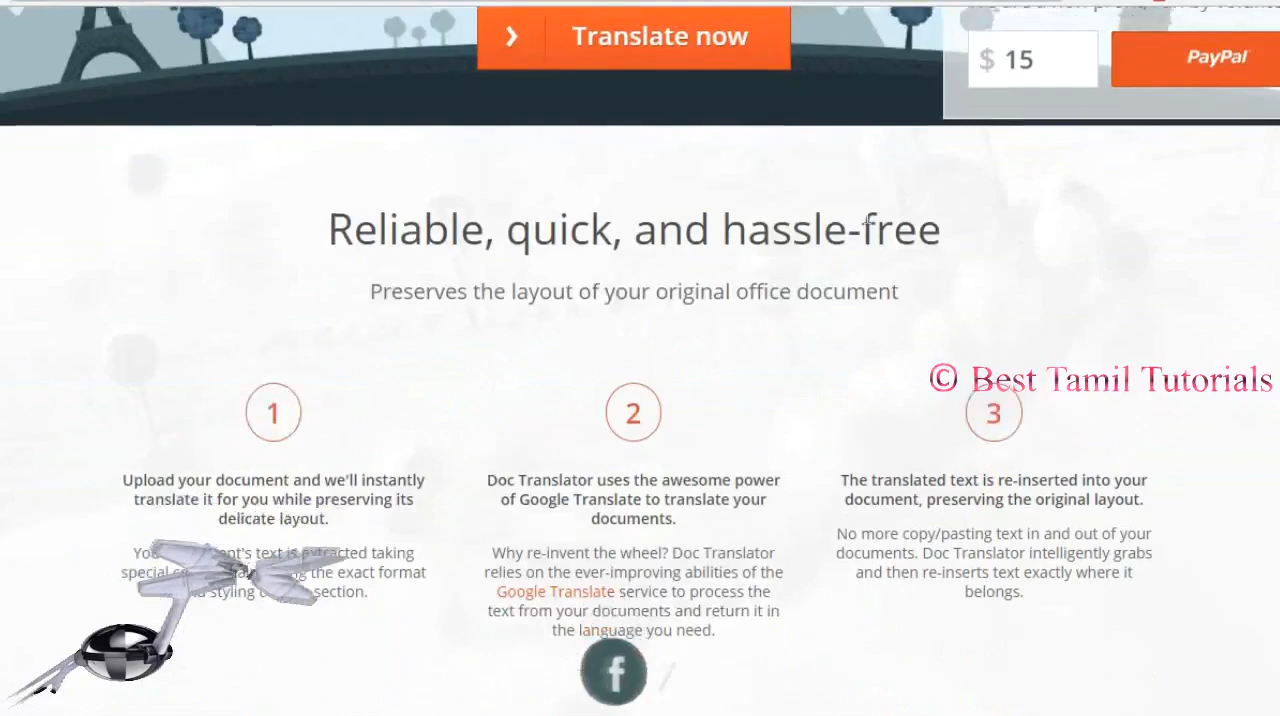 Translate now
$ 15
PayPal
Reliable, quick, and hassle-free
Preserves the layout of your original office document
© Best Tamil Tutorials
1
Upload your document and we'll instantly
translate it for you while preserving its
delicate layout.
text is extracted taking
the exact format
styling section.
2
Doc Translator uses the awesome power
of Google Translate to translate your
documents.
Why re-invent the wheel? Doc Translator
relies on the ever-improving abilities of the
Google Translate service to process the
text from your documents and return it in
the language you need.
3
The translated text is re-inserted into your
document, preserving the original layout.
No more copy/pasting text in and out of your
documents. Doc Translator intelligently grabs
and then re-inserts text exactly where it
belongs.
f